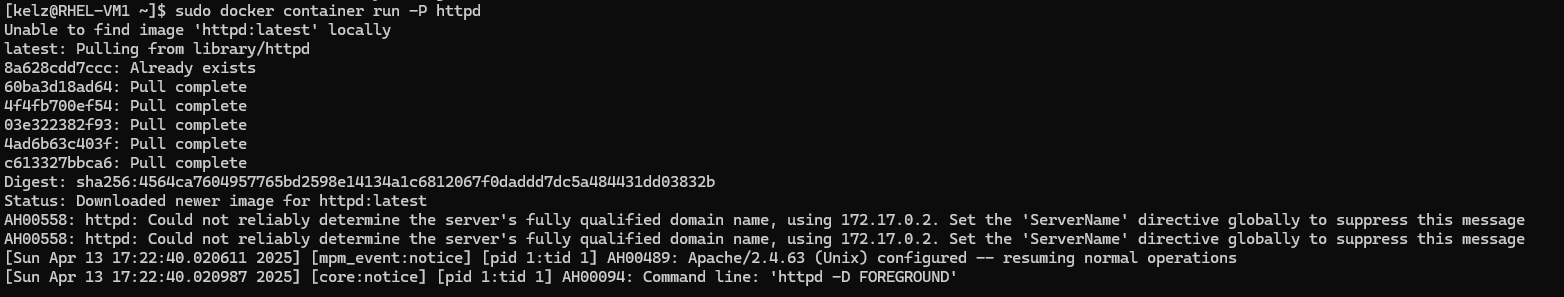 [kelz@RHEL-VM1 ~]$ sudo docker container run -P httpd
Unable to find image 'httpd:latest' locally
latest: Pulling from library/httpd
8a628cdd7ccc: Already exists
60ba3d18ad64: Pull complete
4f4fb700ef54: Pull complete
03e322382f93: Pull complete
4ad6b63c403f: Pull complete
c613327bbca6: Pull complete
Digest: sha256:4564ca7604957765bd2598e14134a1c6812067f0daddd7dc5a484431dd03832b
Status: Downloaded newer image for httpd:latest
AH00558: httpd: Could not reliably determine the server's fully qualified domain name, using 172.17.0.2. Set the 'ServerName' directive globally to suppress this message
AH00558: httpd: Could not reliably determine the server's fully qualified domain name, using 172.17.0.2. Set the 'ServerName' directive globally to suppress this message
[Sun Apr 13 17:22:40.020611 2025] [mpm_event:notice] [pid 1:tid 1] AH00489: Apache/2.4.63 (Unix) configured -- resuming normal operations
[Sun Apr 13 17:22:40.020987 2025] [core:notice] [pid 1:tid 1] AH00094: Command line: 'httpd -D FOREGROUND'